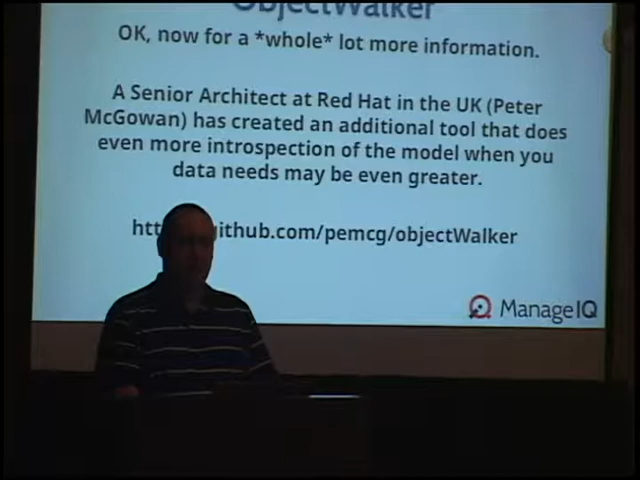 ObjectWalker
OK, now for a *whole* lot more information.
A Senior Architect at Red Hat in the UK (Peter
McGowan) has created an additional tool that does
even more introspection of the model when you
data needs may be even greater.
github.com/pemcg/objectWalker
ManageIQ